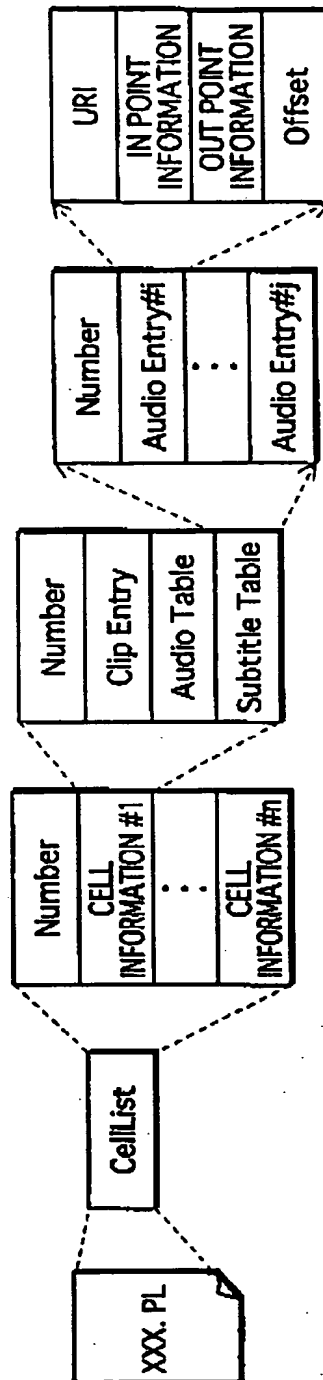 XXX. PL
CellList
Number
CELL
INFORMATION #1
. . .
CELL
INFORMATION #n
Number
Clip Entry
Audio Table
Subtitle Table
Number
Audio Entry#i
. . .
Audio Entry#j
URI
IN POINT
INFORMATION
OUT POINT
INFORMATION
Offset